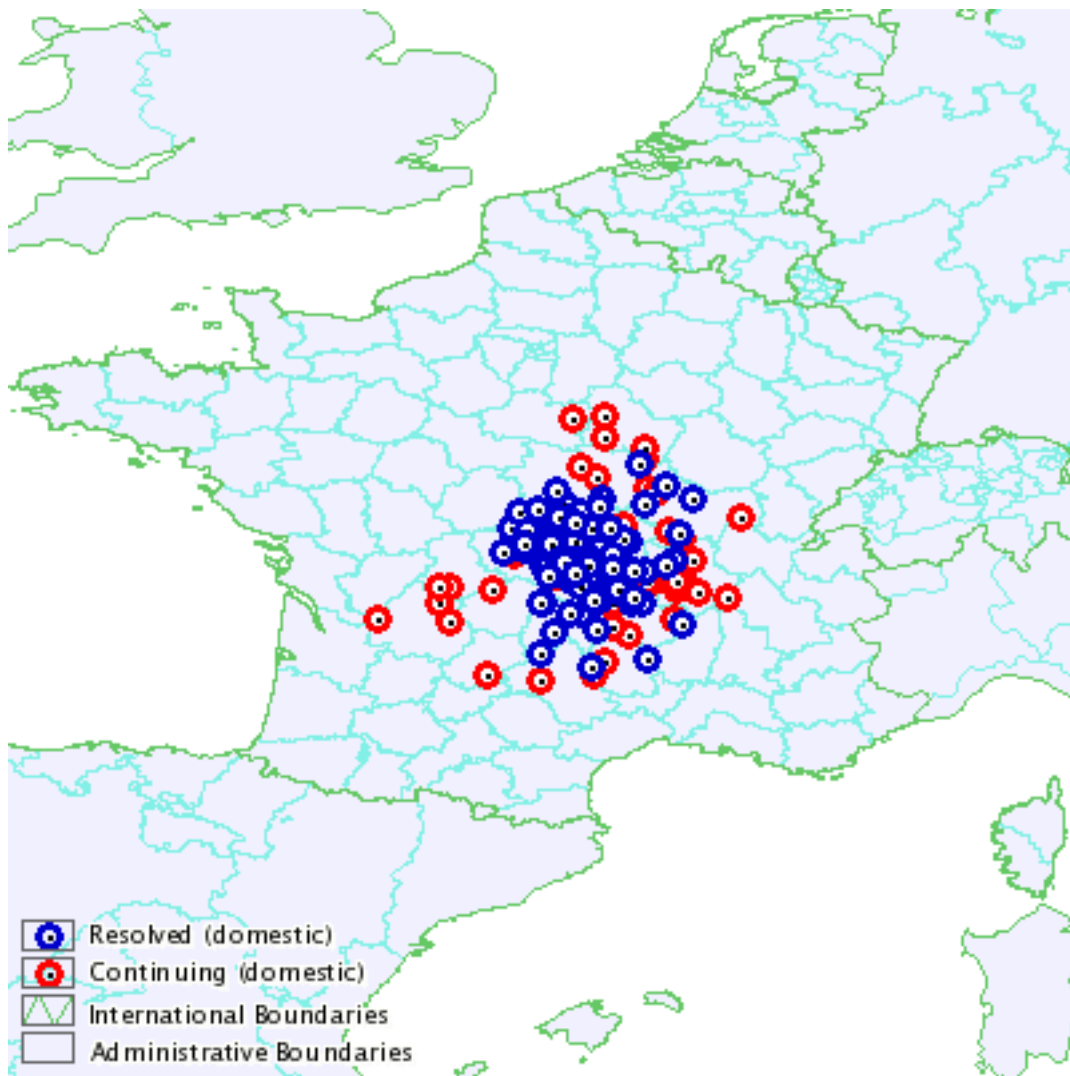 Resolved (domestic)
Continuing (domestic)
International Boundaries
Administrative Boundaries